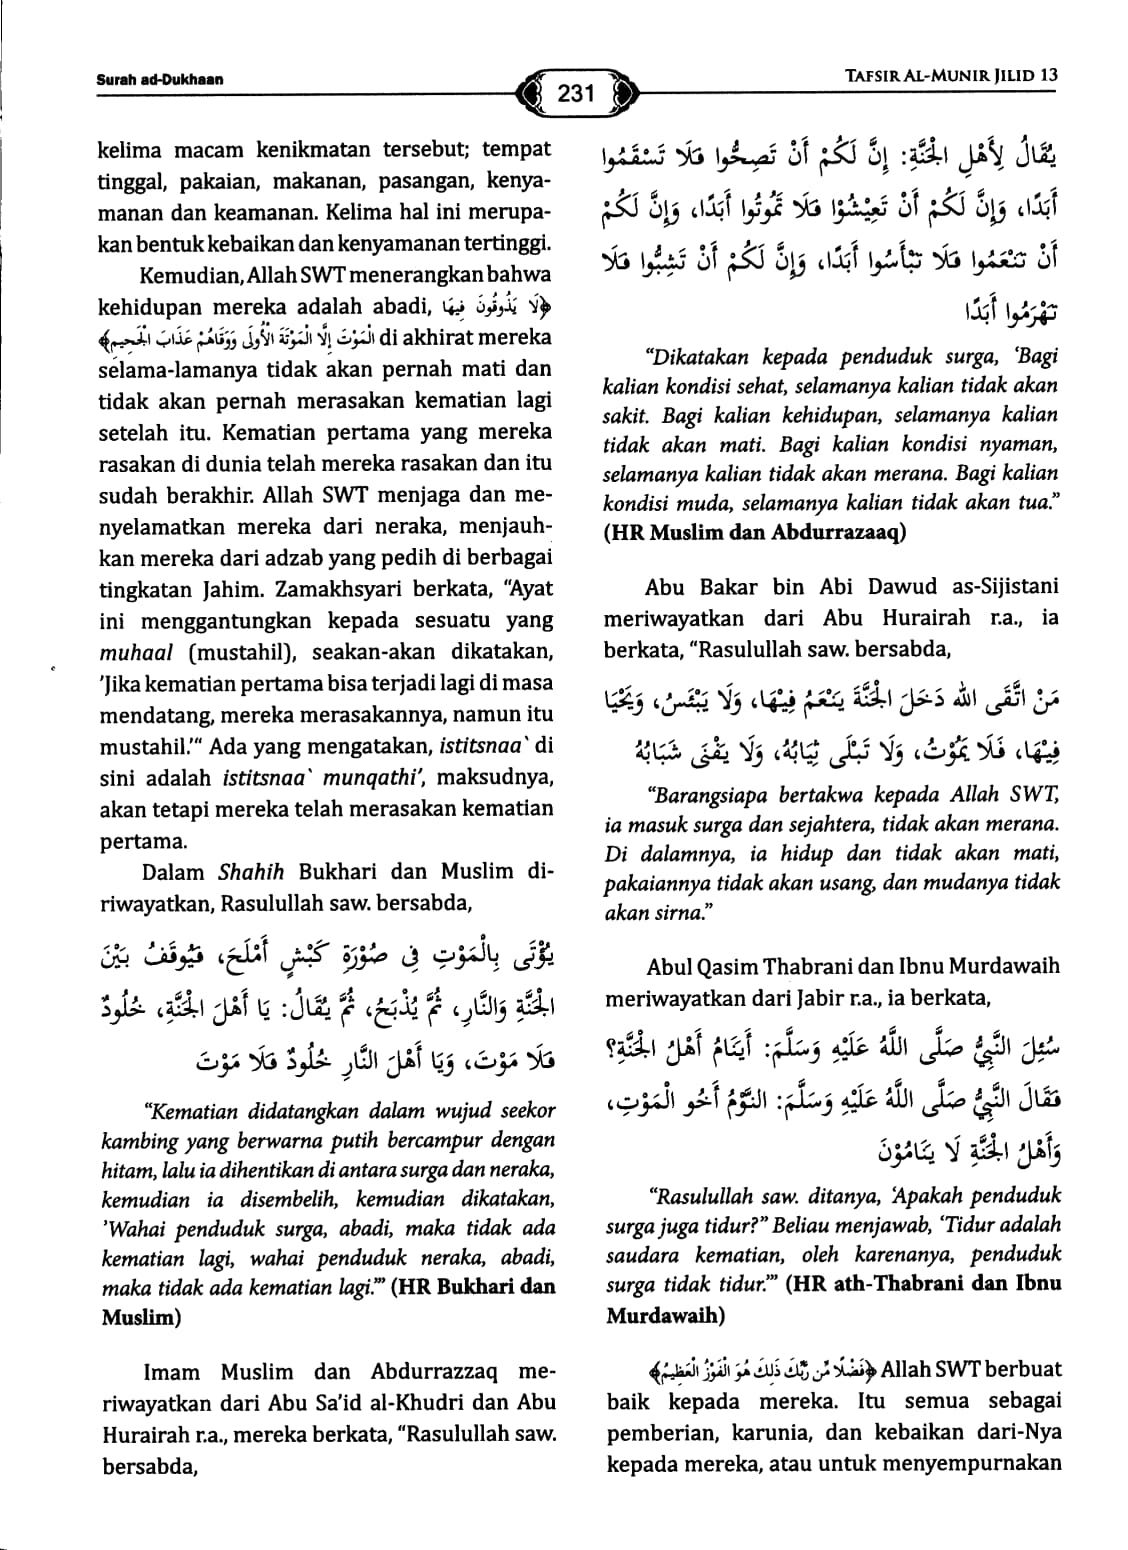 Surah ad-Dukhaan
231
TAFSIR AL-MUNIR JILID 13
kelima macam kenikmatan tersebut; tempat
tinggal, pakaian, makanan, pasangan, kenya-
manan dan keamanan. Kelima hal ini merupa-
kan bentuk kebaikan dan kenyamanan tertinggi.
Kemudian, Allah SWT menerangkan bahwa
kehidupan mereka adalah abadi, ﴿لَا يَذُوقُونَ فِيهَا
الْمَوْتَ إِلَّا الْمَوْتَةَ الْأُولَى وَوَقَاهُمْ عَذَابَ الْجَحِيمِ﴾ di akhirat mereka
selama-lamanya tidak akan pernah mati dan
tidak akan pernah merasakan kematian lagi
setelah itu. Kematian pertama yang mereka
rasakan di dunia telah mereka rasakan dan itu
sudah berakhir. Allah SWT menjaga dan me-
nyelamatkan mereka dari neraka, menjauh-
kan mereka dari adzab yang pedih di berbagai
tingkatan Jahim. Zamakhsyari berkata, “Ayat
ini menggantungkan kepada sesuatu yang
muhaal (mustahil), seakan-akan dikatakan,
'Jika kematian pertama bisa terjadi lagi di masa
mendatang, mereka merasakannya, namun itu
mustahil.'“ Ada yang mengatakan, istitsnaa` di
sini adalah istitsnaa` munqathi', maksudnya,
akan tetapi mereka telah merasakan kematian
pertama.
Dalam Shahih Bukhari dan Muslim di-
riwayatkan, Rasulullah saw. bersabda,
يُؤْتَى بِالْمَوْتِ فِي صُوْرَةِ كَبْشٍ أَمْلَحَ، فَيُوقَفُ بَيْنَ
الْجَنَّةِ وَالنَّارِ، ثُمَّ يُذْبَحُ، ثُمَّ يُقَالُ: يَا أَهْلَ الْجَنَّةِ، خُلُودٌ
فَلَا مَوْتَ، وَيَا أَهْلَ النَّارِ خُلُودٌ فَلَا مَوْتَ
“Kematian didatangkan dalam wujud seekor
kambing yang berwarna putih bercampur dengan
hitam, lalu ia dihentikan di antara surga dan neraka,
kemudian ia disembelih, kemudian dikatakan,
'Wahai penduduk surga, abadi, maka tidak ada
kematian lagi, wahai penduduk neraka, abadi,
maka tidak ada kematian lagi.'” (HR Bukhari dan
Muslim)
Imam Muslim dan Abdurrazzaq me-
riwayatkan dari Abu Sa'id al-Khudri dan Abu
Hurairah r.a., mereka berkata, “Rasulullah saw.
bersabda,
يُقَالُ لِأَهْلِ الْجَنَّةِ: إِنَّ لَكُمْ أَنْ تَصِحُّوا فَلَا تَسْقَمُوا
أَبَدًا، وَإِنَّ لَكُمْ أَنْ تَعِيْشُوْا فَلَا تَمُوتُوا أَبَدًا، وَإِنَّ لَكُمْ
أَنْ تَنْعَمُوا فَلَا تَبْأَسُوا أَبَدًا، وَإِنَّ لَكُمْ أَنْ تَشِبُّوا فَلَا
تَهْرَمُوا أَبَدًا
“Dikatakan kepada penduduk surga, ‘Bagi
kalian kondisi sehat, selamanya kalian tidak akan
sakit. Bagi kalian kehidupan, selamanya kalian
tidak akan mati. Bagi kalian kondisi nyaman,
selamanya kalian tidak akan merana. Bagi kalian
kondisi muda, selamanya kalian tidak akan tua.”
(HR Muslim dan Abdurrazaaq)
Abu Bakar bin Abi Dawud as-Sijistani
meriwayatkan dari Abu Hurairah r.a., ia
berkata, “Rasulullah saw. bersabda,
مَنْ اتَّقَى الله دَخَلَ الْجَنَّةَ يَنْعَمُ فِيْهَا، وَلَا يَبْئَسُ، وَيَحْيَا
فِيْهَا، فَلَا يَمُوْتُ، وَلَا تَبْلَى ثِيَابُهُ، وَلَا يَفْنَى شَبَابُهُ
“Barangsiapa bertakwa kepada Allah SWT,
ia masuk surga dan sejahtera, tidak akan merana.
Di dalamnya, ia hidup dan tidak akan mati,
pakaiannya tidak akan usang, dan mudanya tidak
akan sirna.”
Abul Qasim Thabrani dan Ibnu Murdawaih
meriwayatkan dari Jabir r.a., ia berkata,
سُئِلَ النَّبِيُّ صَلَّى اللَّهُ عَلَيْهِ وَسَلَّمَ: أَيَنَامُ أَهْلُ الْجَنَّةِ؟
فَقَالَ النَّبِيُّ صَلَّى اللَّهُ عَلَيْهِ وَسَلَّمَ: النَّوْمُ أَخُو الْمَوْتِ،
وَأَهْلُ الْجَنَّةِ لَا يَنَامُوْنَ
“Rasulullah saw. ditanya, ‘Apakah penduduk
surga juga tidur?” Beliau menjawab, ‘Tidur adalah
saudara kematian, oleh karenanya, penduduk
surga tidak tidur.'” (HR ath-Thabrani dan Ibnu
Murdawaih)
﴿فَضْلًا مِّن رَّبِّكَ ذَلِكَ هُوَ الْفَوْزُ الْعَظِيمُ﴾ Allah SWT berbuat
baik kepada mereka. Itu semua sebagai
pemberian, karunia, dan kebaikan dari-Nya
kepada mereka, atau untuk menyempurnakan